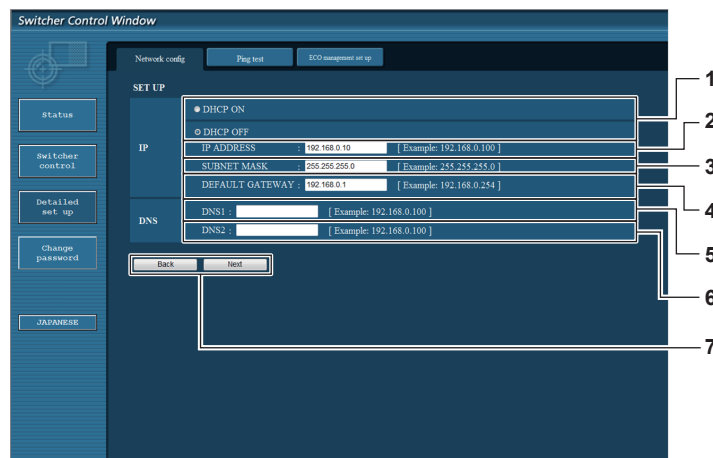 Switcher Control Window
Network config
Ping test
ECO management set up
SET UP
Status
Switcher
control
Detailed
set up
Change
password
JAPANESE
IP
DHCP ON
DHCP OFF
IP ADDRESS : 192.168.0.10 [ Example: 192.168.0.100 ]
SUBNET MASK : 255.255.255.0 [ Example: 255.255.255.0 ]
DEFAULT GATEWAY : 192.168.0.1 [ Example: 192.168.0.254 ]
DNS
DNS1 : [ Example: 192.168.0.100 ]
DNS2 : [ Example: 192.168.0.100 ]
Back
Next
1
2
3
4
5
6
7